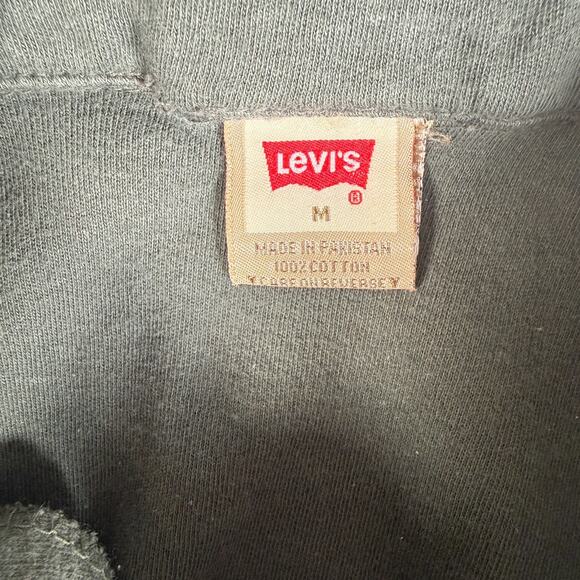 LEVI'S
®
M
MADE IN PAKISTAN
100% COTTON
CARE ON REVERSE